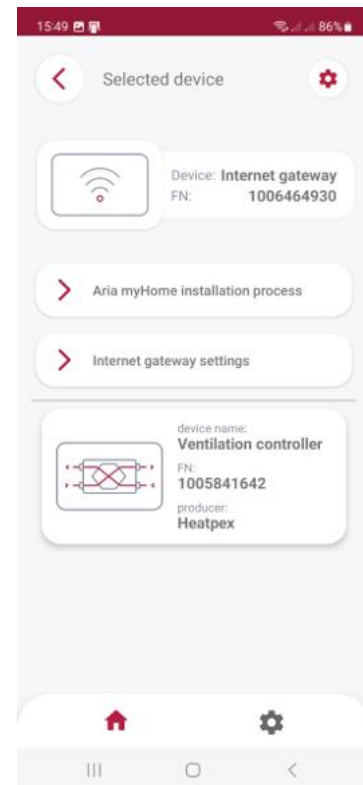 15:49 86%
Selected device
Device: Internet gateway
FN: 1006464930
Aria myHome installation process
Internet gateway settings
device name:
Ventilation controller
FN:
1005841642
producer:
Heatpex